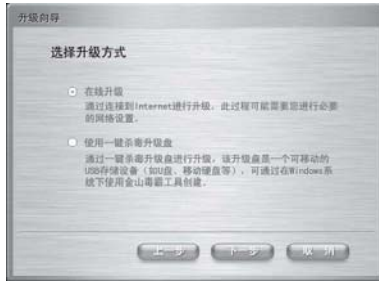 升级向导
选择升级方式
在线升级
通过连接到Internet进行升级，此过程可能需要您进行必要
的网络设置．
使用一键杀毒升级盘
通过一键杀毒升级盘进行升级，该升级盘是一个可移动的
USB存储设备（如U盘、移动硬盘等），可通过在Windows系
统下使用金山毒霸工具创建．
上一步
下一步
取 消